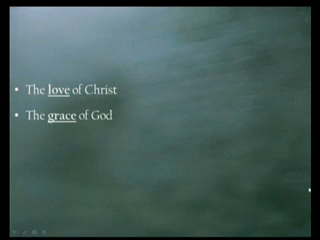 • The love of Christ
• The grace of God